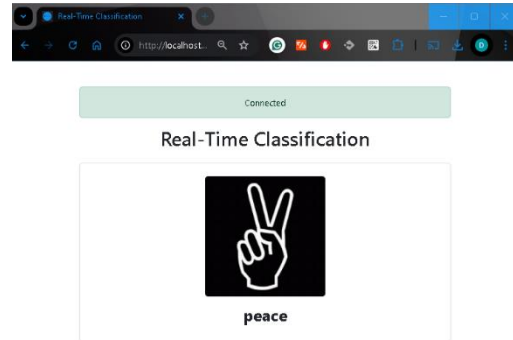 Real-Time Classification
http://localhost...
Connected
Real-Time Classification
peace